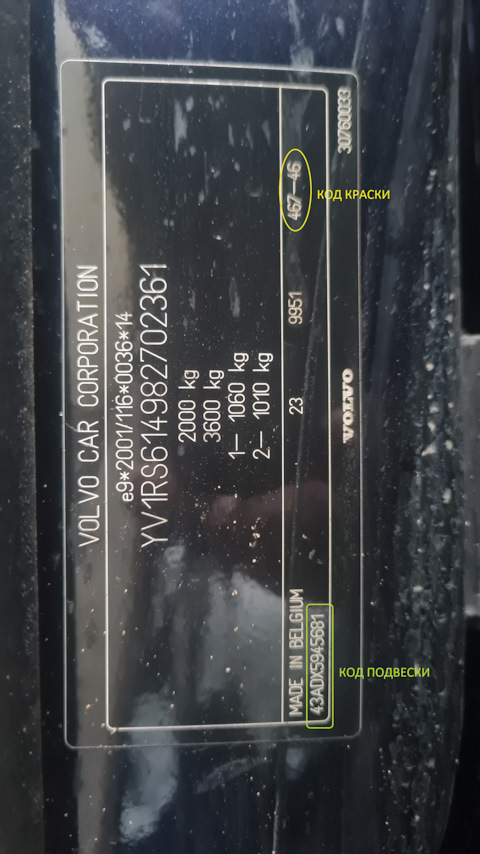 VOLVO CAR CORPORATION
e9*2001/116*0036*14
YV1RS614982702361
2000 kg
3600 kg
1— 1060 kg
2— 1010 kg
MADE IN BELGIUM 23 9951 467-46
43ADX5945681
VOLVO 30760033
КОД КРАСКИ
КОД ПОДВЕСКИ